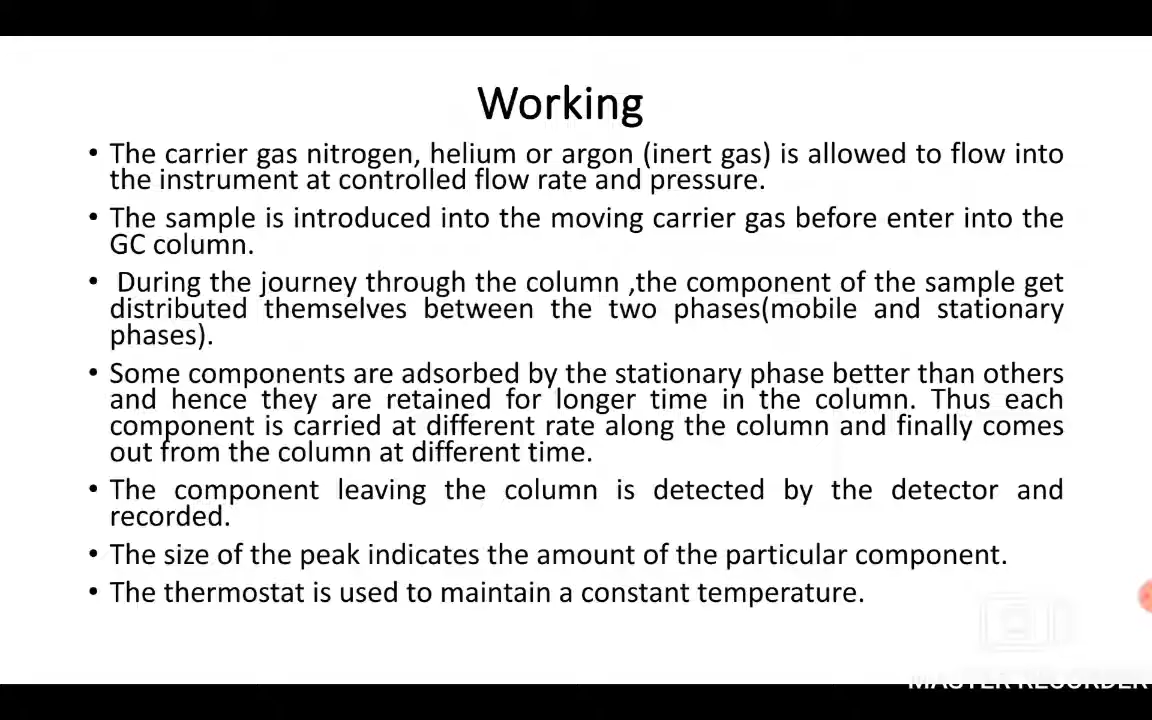 Working
• The carrier gas nitrogen, helium or argon (inert gas) is allowed to flow into
the instrument at controlled flow rate and pressure.
• The sample is introduced into the moving carrier gas before enter into the
GC column.
• During the journey through the column ,the component of the sample get
distributed themselves between the two phases(mobile and stationary
phases).
• Some components are adsorbed by the stationary phase better than others
and hence they are retained for longer time in the column. Thus each
component is carried at different rate along the column and finally comes
out from the column at different time.
• The component leaving the column is detected by the detector and
recorded.
• The size of the peak indicates the amount of the particular component.
• The thermostat is used to maintain a constant temperature.
MASTER RECORDER